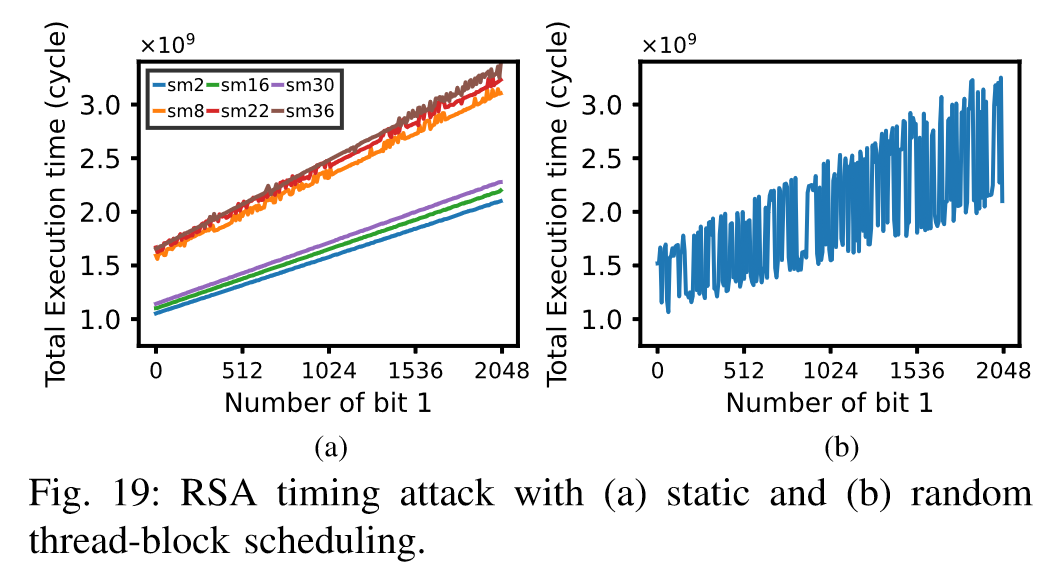 ×10⁹
Total Execution time (cycle)
sm2 sm16 sm30
sm8 sm22 sm36
3.0
2.5
2.0
1.5
1.0
0 512 1024 1536 2048
Number of bit 1
(a)
×10⁹
Total Execution time (cycle)
3.0
2.5
2.0
1.5
1.0
0 512 1024 1536 2048
Number of bit 1
(b)
Fig. 19: RSA timing attack with (a) static and (b) random
thread-block scheduling.